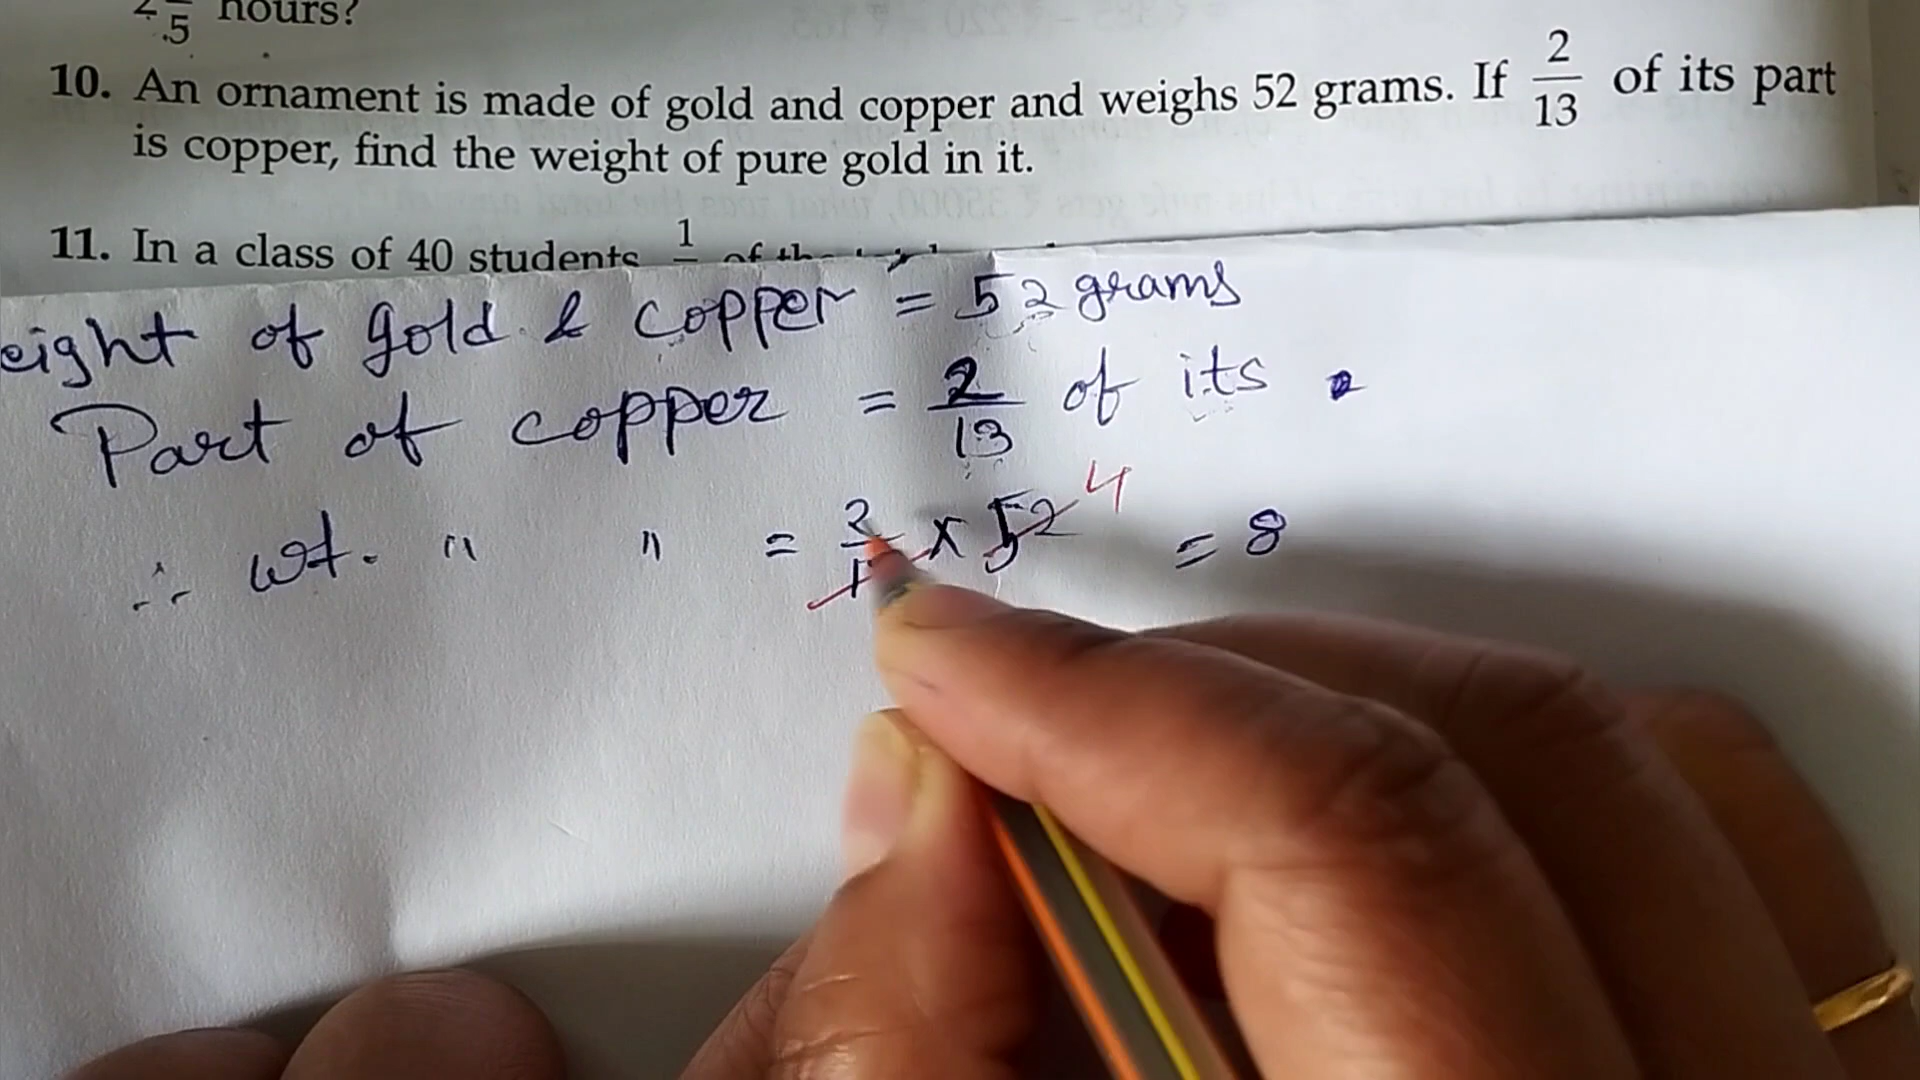 2/5 hours?
10. An ornament is made of gold and copper and weighs 52 grams. If 2/13 of its part
is copper, find the weight of pure gold in it.
11. In a class of 40 students 1
eight of gold & copper = 52 grams
Part of copper = 2/13 of its
∴ wt. " " = 2/1 × 52 4 = 8